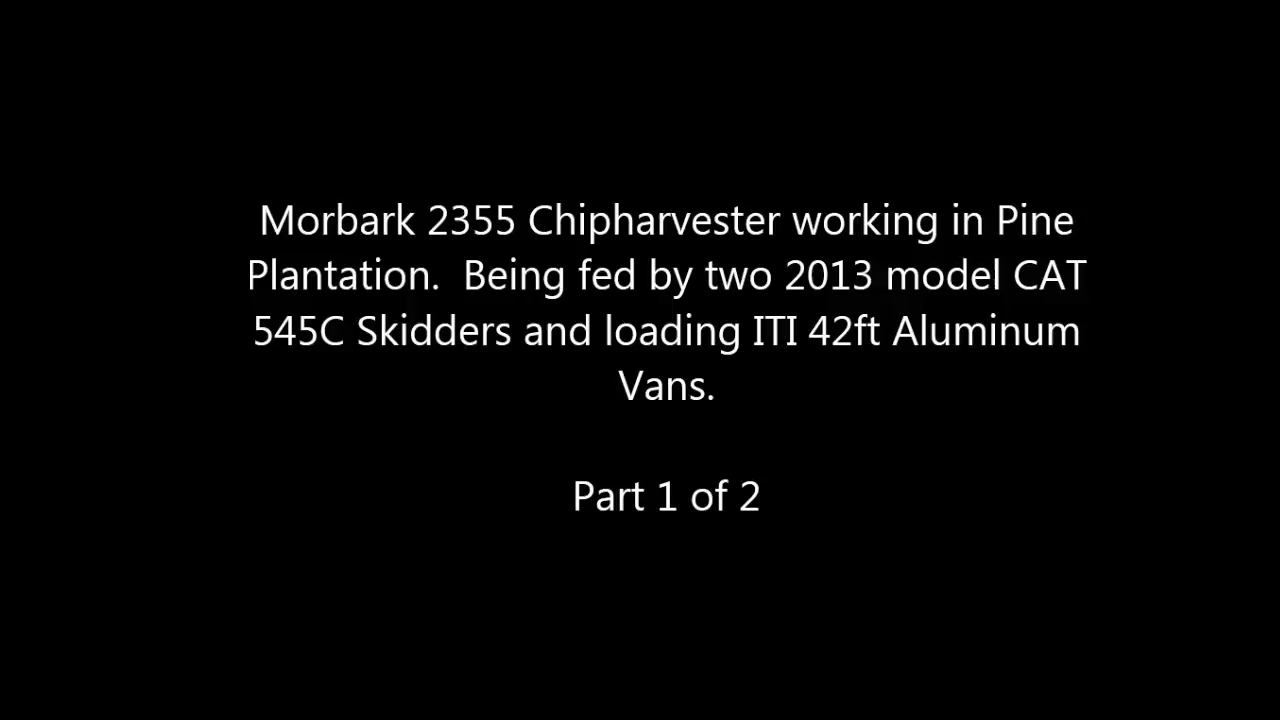 Morbark 2355 Chipharvester working in Pine
Plantation.  Being fed by two 2013 model CAT
545C Skidders and loading ITI 42ft Aluminum
Vans.
Part 1 of 2